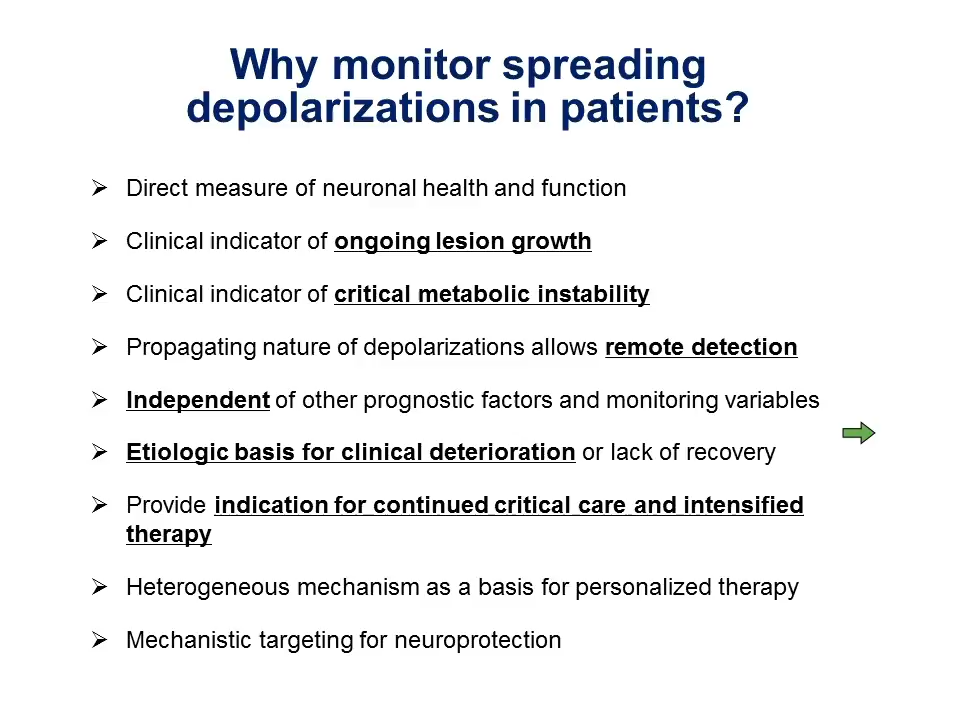 Why monitor spreading
depolarizations in patients?
➢ Direct measure of neuronal health and function
➢ Clinical indicator of ongoing lesion growth
➢ Clinical indicator of critical metabolic instability
➢ Propagating nature of depolarizations allows remote detection
➢ Independent of other prognostic factors and monitoring variables
➢ Etiologic basis for clinical deterioration or lack of recovery
➢ Provide indication for continued critical care and intensified
therapy
➢ Heterogeneous mechanism as a basis for personalized therapy
➢ Mechanistic targeting for neuroprotection